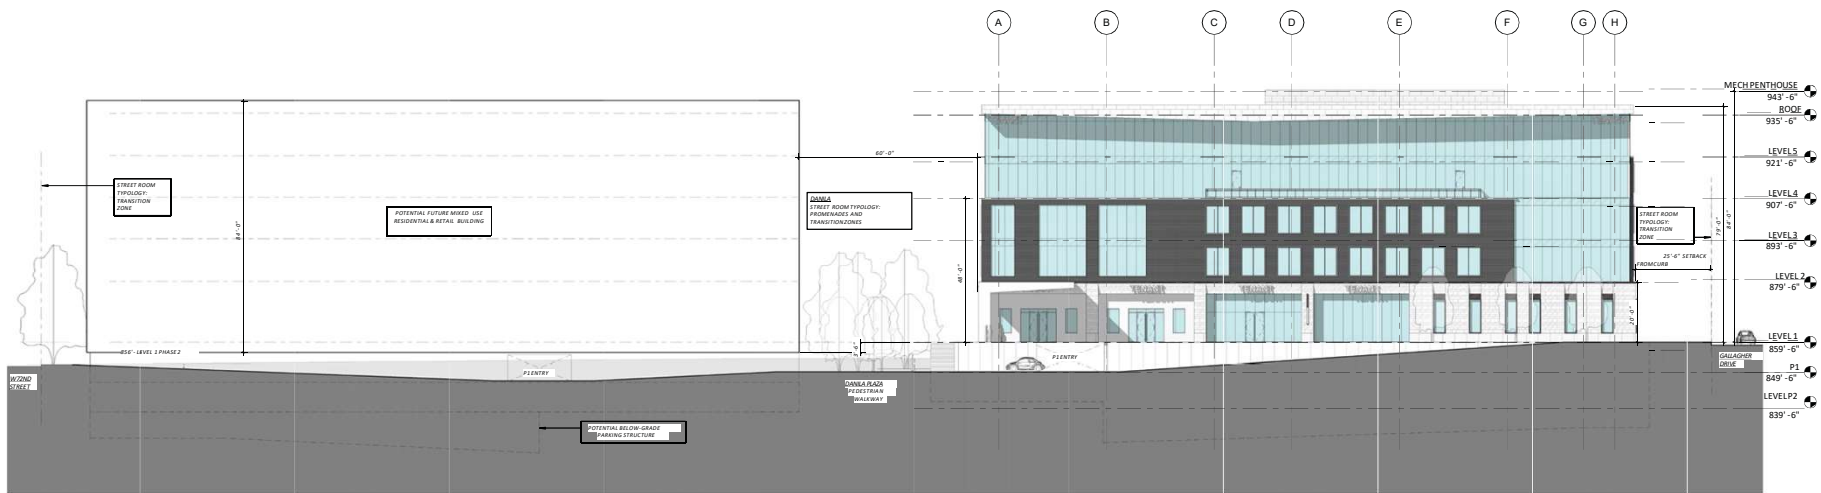 A
B
C
D
E
F
G
H
MECH PENTHOUSE
943' -6"
ROOF
935' -6"
LEVEL 5
921' -6"
LEVEL 4
907' -6"
LEVEL 3
893' -6"
LEVEL 2
879' -6"
LEVEL 1
859' -6"
P1
849' -6"
LEVEL P2
839' -6"
STREET ROOM
TYPOLOGY:
TRANSITION
ZONE
84'-0"
POTENTIAL FUTURE MIXED USE
RESIDENTIAL & RETAIL BUILDING
60'-0"
DANILA
STREET ROOM TYPOLOGY:
PROMENADES AND
TRANSITION ZONES
48'-0"
STREET ROOM
TYPOLOGY:
TRANSITION
ZONE
79'-0"
84'-0"
25'-6" SETBACK
FROM CURB
20'-0"
856' - LEVEL 1 PHASE 2
P1 ENTRY
P1 ENTRY
W 72ND
STREET
DANILA PLAZA
PEDESTRIAN
WALKWAY
GALLAGHER
DRIVE
POTENTIAL BELOW-GRADE
PARKING STRUCTURE